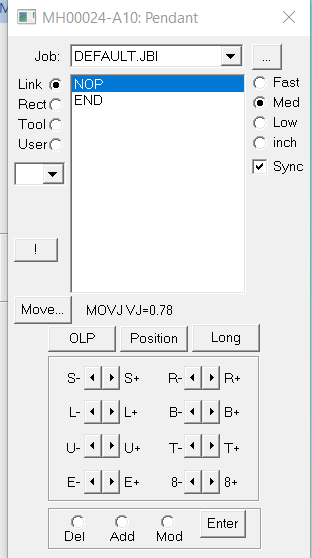 MH00024-A10: Pendant
Job: DEFAULT.JBI ...
Link NOP Fast
Rect END Med
Tool Low
User inch
Sync
!
Move... MOVJ VJ=0.78
OLP Position Long
S- S+ R- R+
L- L+ B- B+
U- U+ T- T+
E- E+ 8- 8+
Del Add Mod Enter